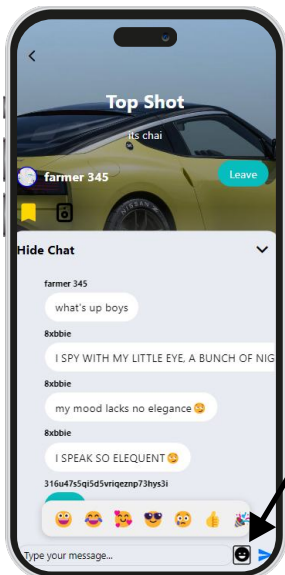 Top Shot
its chai
farmer 345
Leave
NISSAN
Hide Chat
farmer 345
what's up boys
8xbbie
I SPY WITH MY LITTLE EYE, A BUNCH OF NIG
8xbbie
my mood lacks no elegance
8xbbie
I SPEAK SO ELEQUENT
316u47s5qi5d5vriqeznp73hys3i
Type your message...